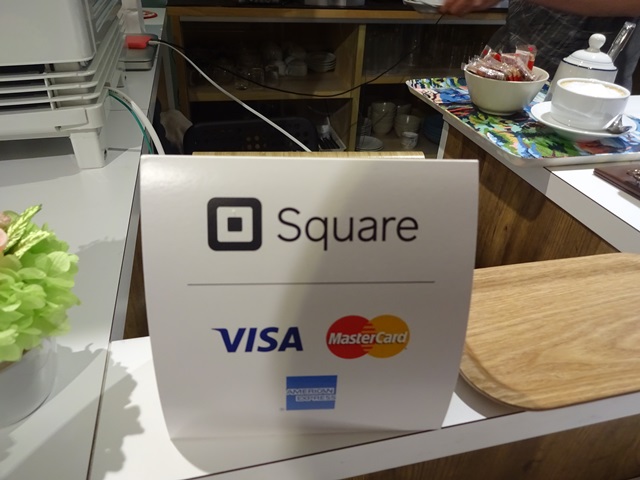 Square
VISA
MasterCard
AMERICAN
EXPRESS